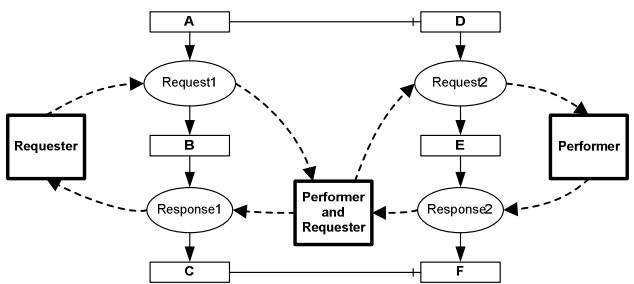 A
D
Request1
Request2
Requester
B
E
Performer
Performer
and
Requester
Response1
Response2
C
F